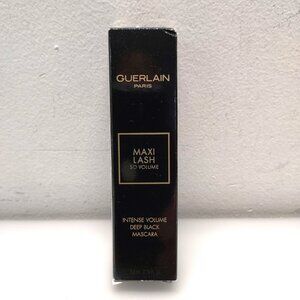 GUERLAIN
PARIS
MAXI
LASH
SO VOLUME
INTENSE VOLUME
DEEP BLACK
MASCARA